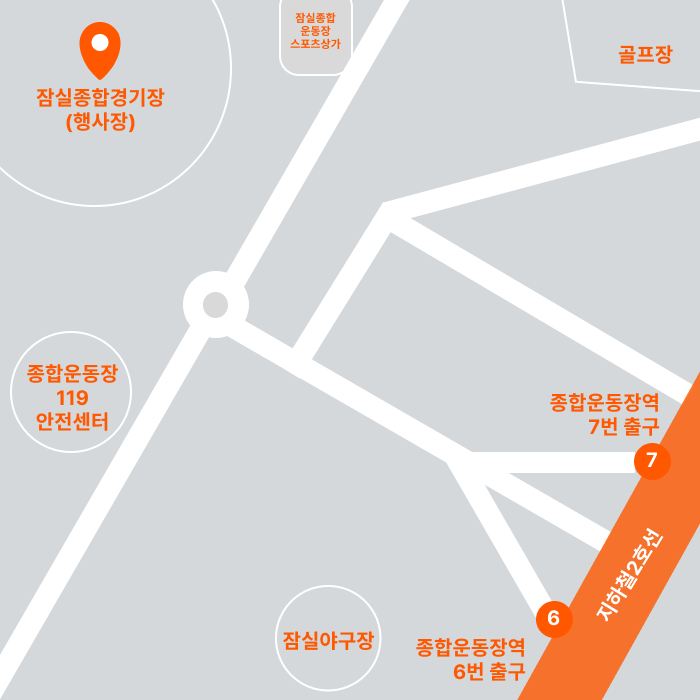 잠실종합
운동장
스포츠상가
골프장
잠실종합경기장
(행사장)
종합운동장
119
안전센터
종합운동장역
7번 출구
7
지하철2호선
6
잠실야구장
종합운동장역
6번 출구